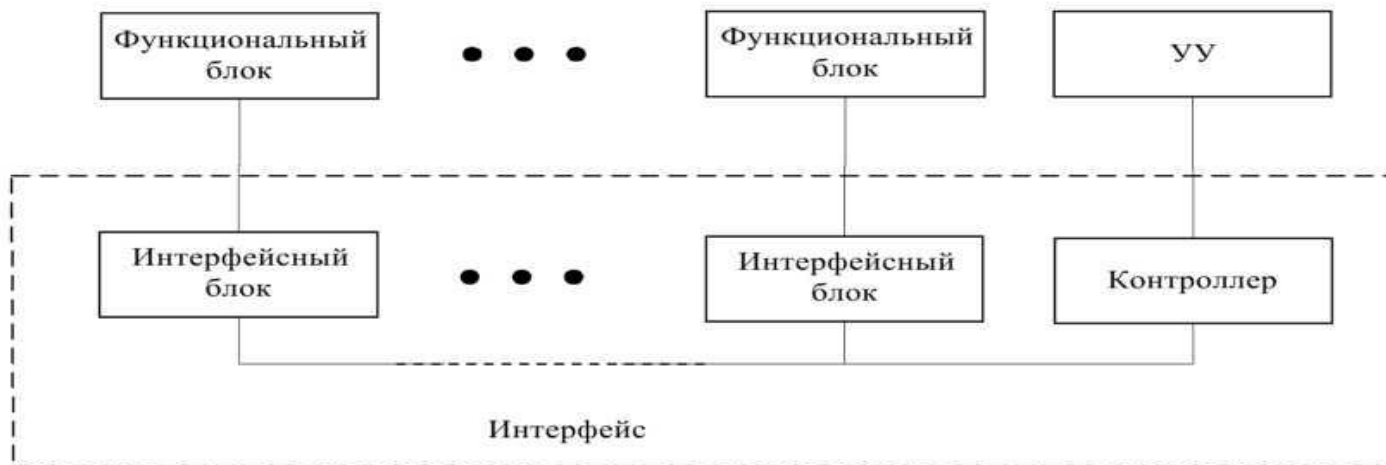 Функциональный
блок
Функциональный
блок
УУ
Интерфейсный
блок
Интерфейсный
блок
Контроллер
Интерфейс